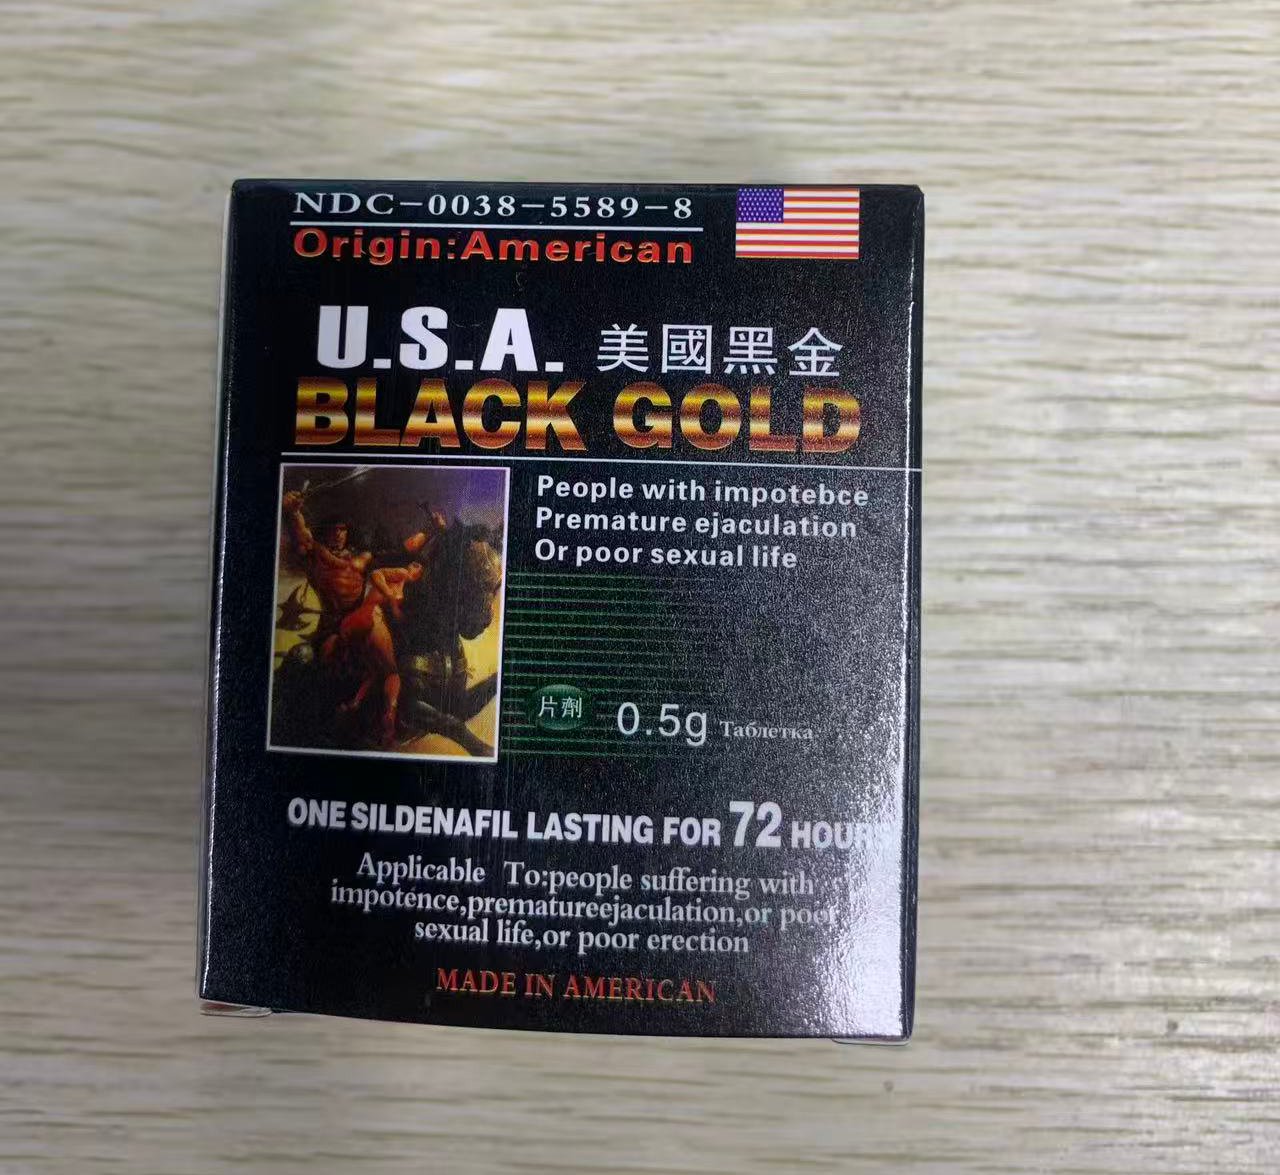 NDC-0038-5589-8
Origin:American
U.S.A. 美國黑金
BLACK GOLD
People with impotebce
Premature ejaculation
Or poor sexual life
片劑 0.5g Таблетка
ONE SILDENAFIL LASTING FOR 72 HOURS
Applicable To:people suffering with
impotence,prematureejaculation,or poor
sexual life,or poor erection
MADE IN AMERICAN